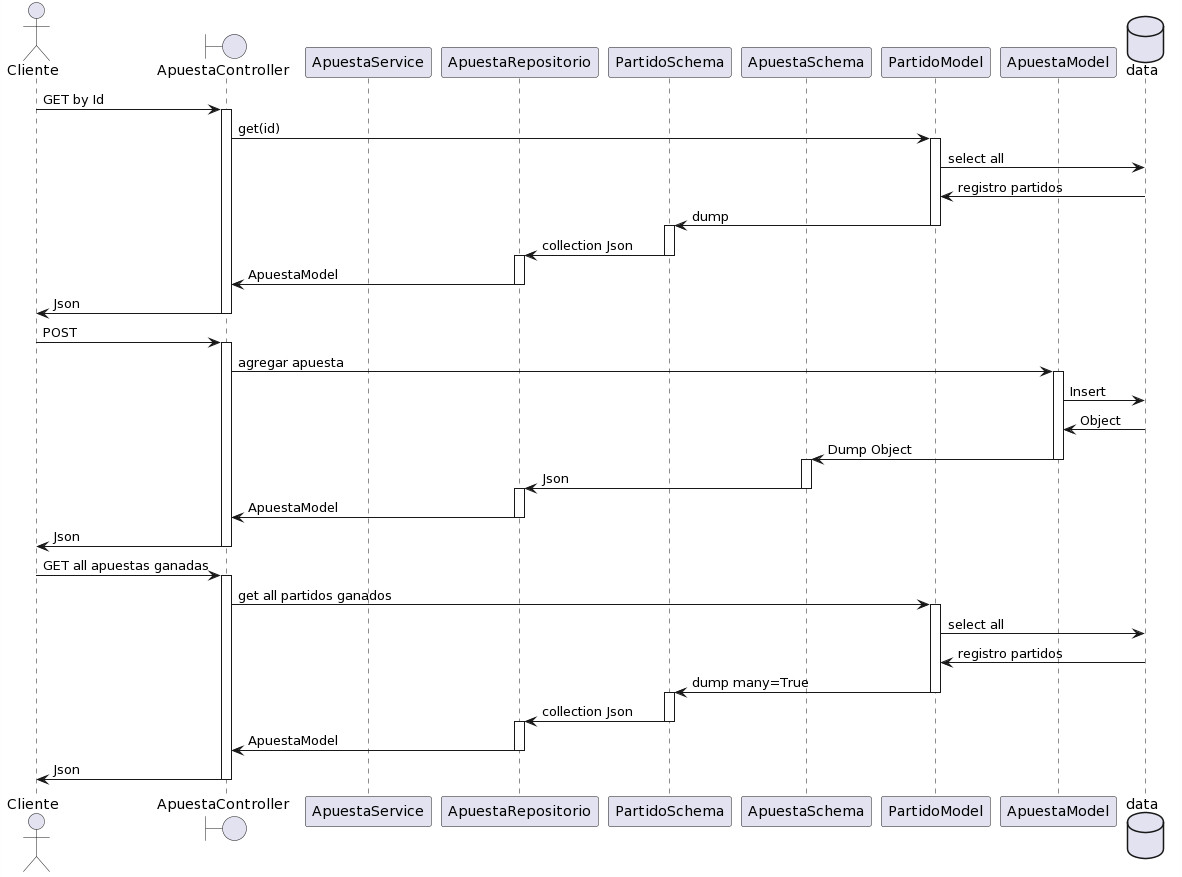 Cliente
ApuestaController
ApuestaService
ApuestaRepositorio
PartidoSchema
ApuestaSchema
PartidoModel
ApuestaModel
data
GET by Id
get(id)
select all
registro partidos
dump
collection Json
ApuestaModel
Json
POST
agregar apuesta
Insert
Object
Dump Object
Json
ApuestaModel
Json
GET all apuestas ganadas
get all partidos ganados
select all
registro partidos
dump many=True
collection Json
ApuestaModel
Json
Cliente
ApuestaController
ApuestaService
ApuestaRepositorio
PartidoSchema
ApuestaSchema
PartidoModel
ApuestaModel
data